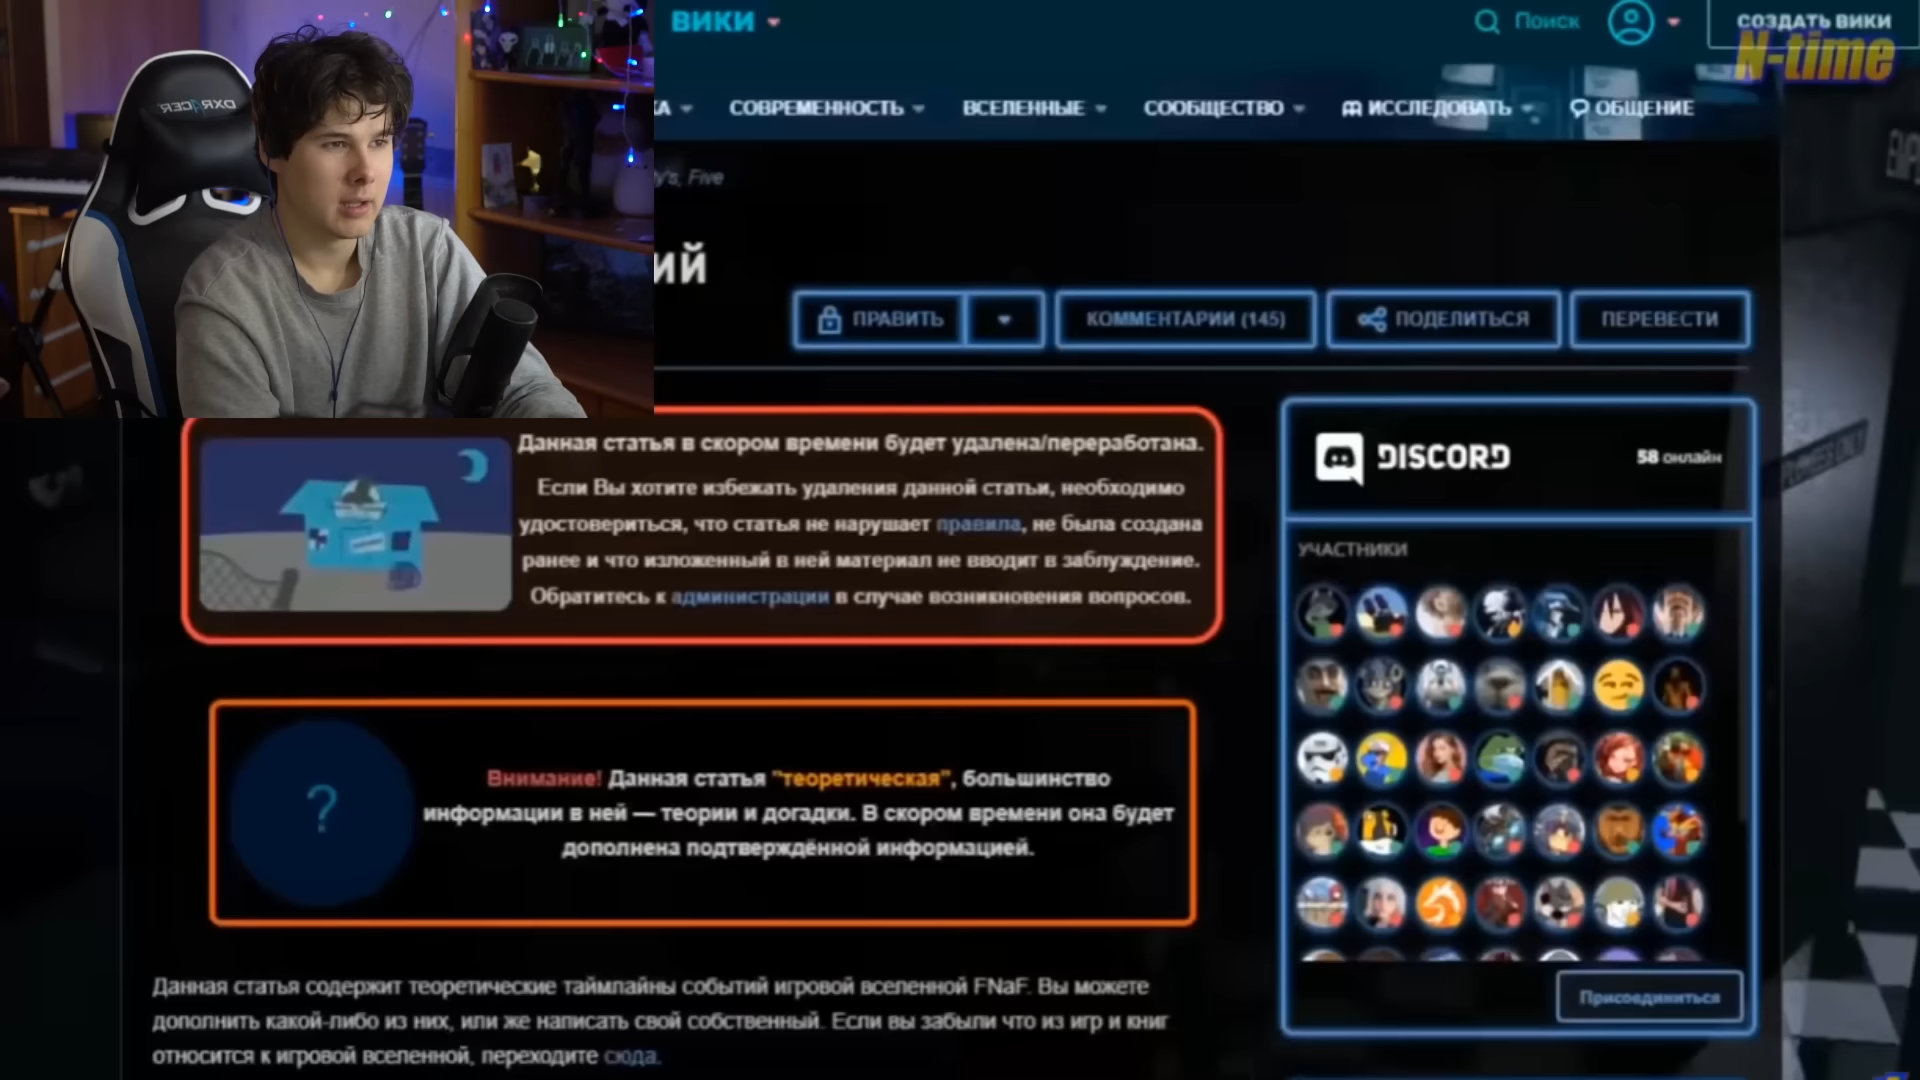 ВИКИ
Поиск
СОЗДАТЬ ВИКИ
N-time
DXRACER
КА
СОВРЕМЕННОСТЬ
ВСЕЛЕННЫЕ
СООБЩЕСТВО
ИССЛЕДОВАТЬ
ОБЩЕНИЕ
y's, Five
ИЙ
ПРАВИТЬ
КОММЕНТАРИИ (145)
ПОДЕЛИТЬСЯ
ПЕРЕВЕСТИ
Данная статья в скором времени будет удалена/переработана.
Если Вы хотите избежать удаления данной статьи, необходимо
удостовериться, что статья не нарушает правила, не была создана
ранее и что изложенный в ней материал не вводит в заблуждение.
Обратитесь к администрации в случае возникновения вопросов.
DISCORD
58 онлайн
УЧАСТНИКИ
?
Внимание! Данная статья "теоретическая", большинство
информации в ней — теории и догадки. В скором времени она будет
дополнена подтверждённой информацией.
Присоединиться
Данная статья содержит теоретические таймлайны событий игровой вселенной FNaF. Вы можете
дополнить какой-либо из них, или же написать свой собственный. Если вы забыли что из игр и книг
относится к игровой вселенной, переходите сюда.